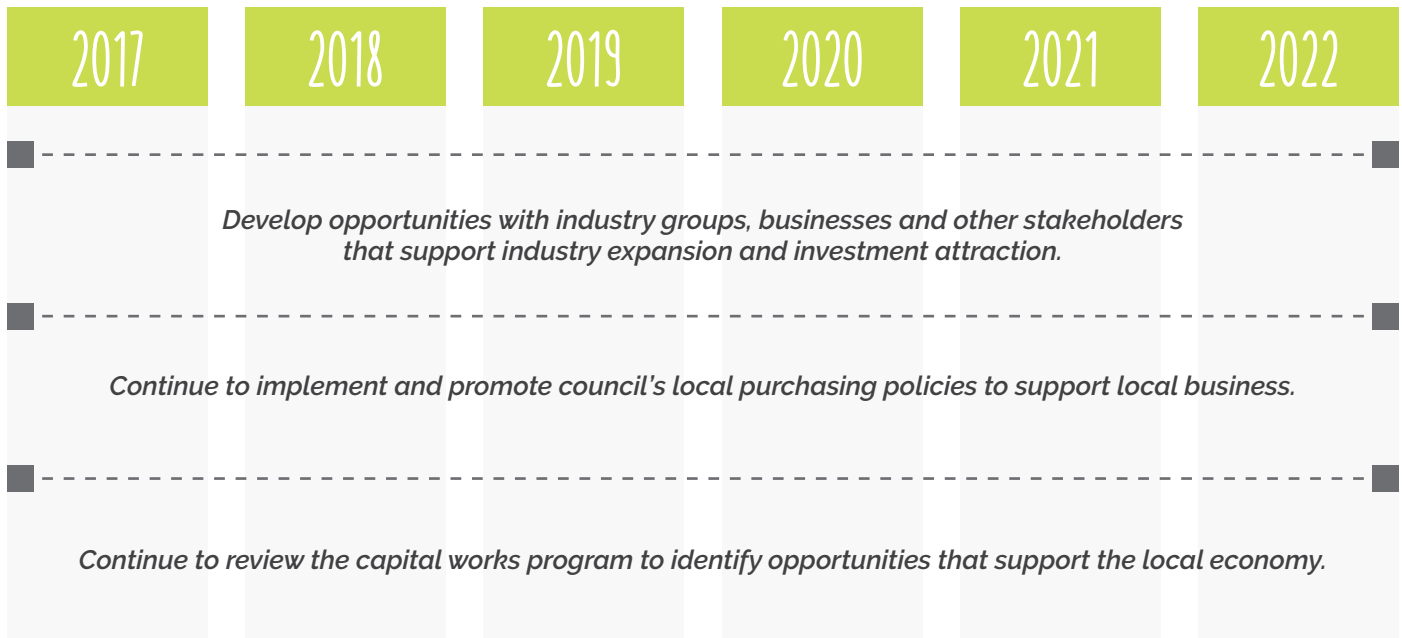 2017 2018 2019 2020 2021 2022
Develop opportunities with industry groups, businesses and other stakeholders
that support industry expansion and investment attraction.
Continue to implement and promote council’s local purchasing policies to support local business.
Continue to review the capital works program to identify opportunities that support the local economy.